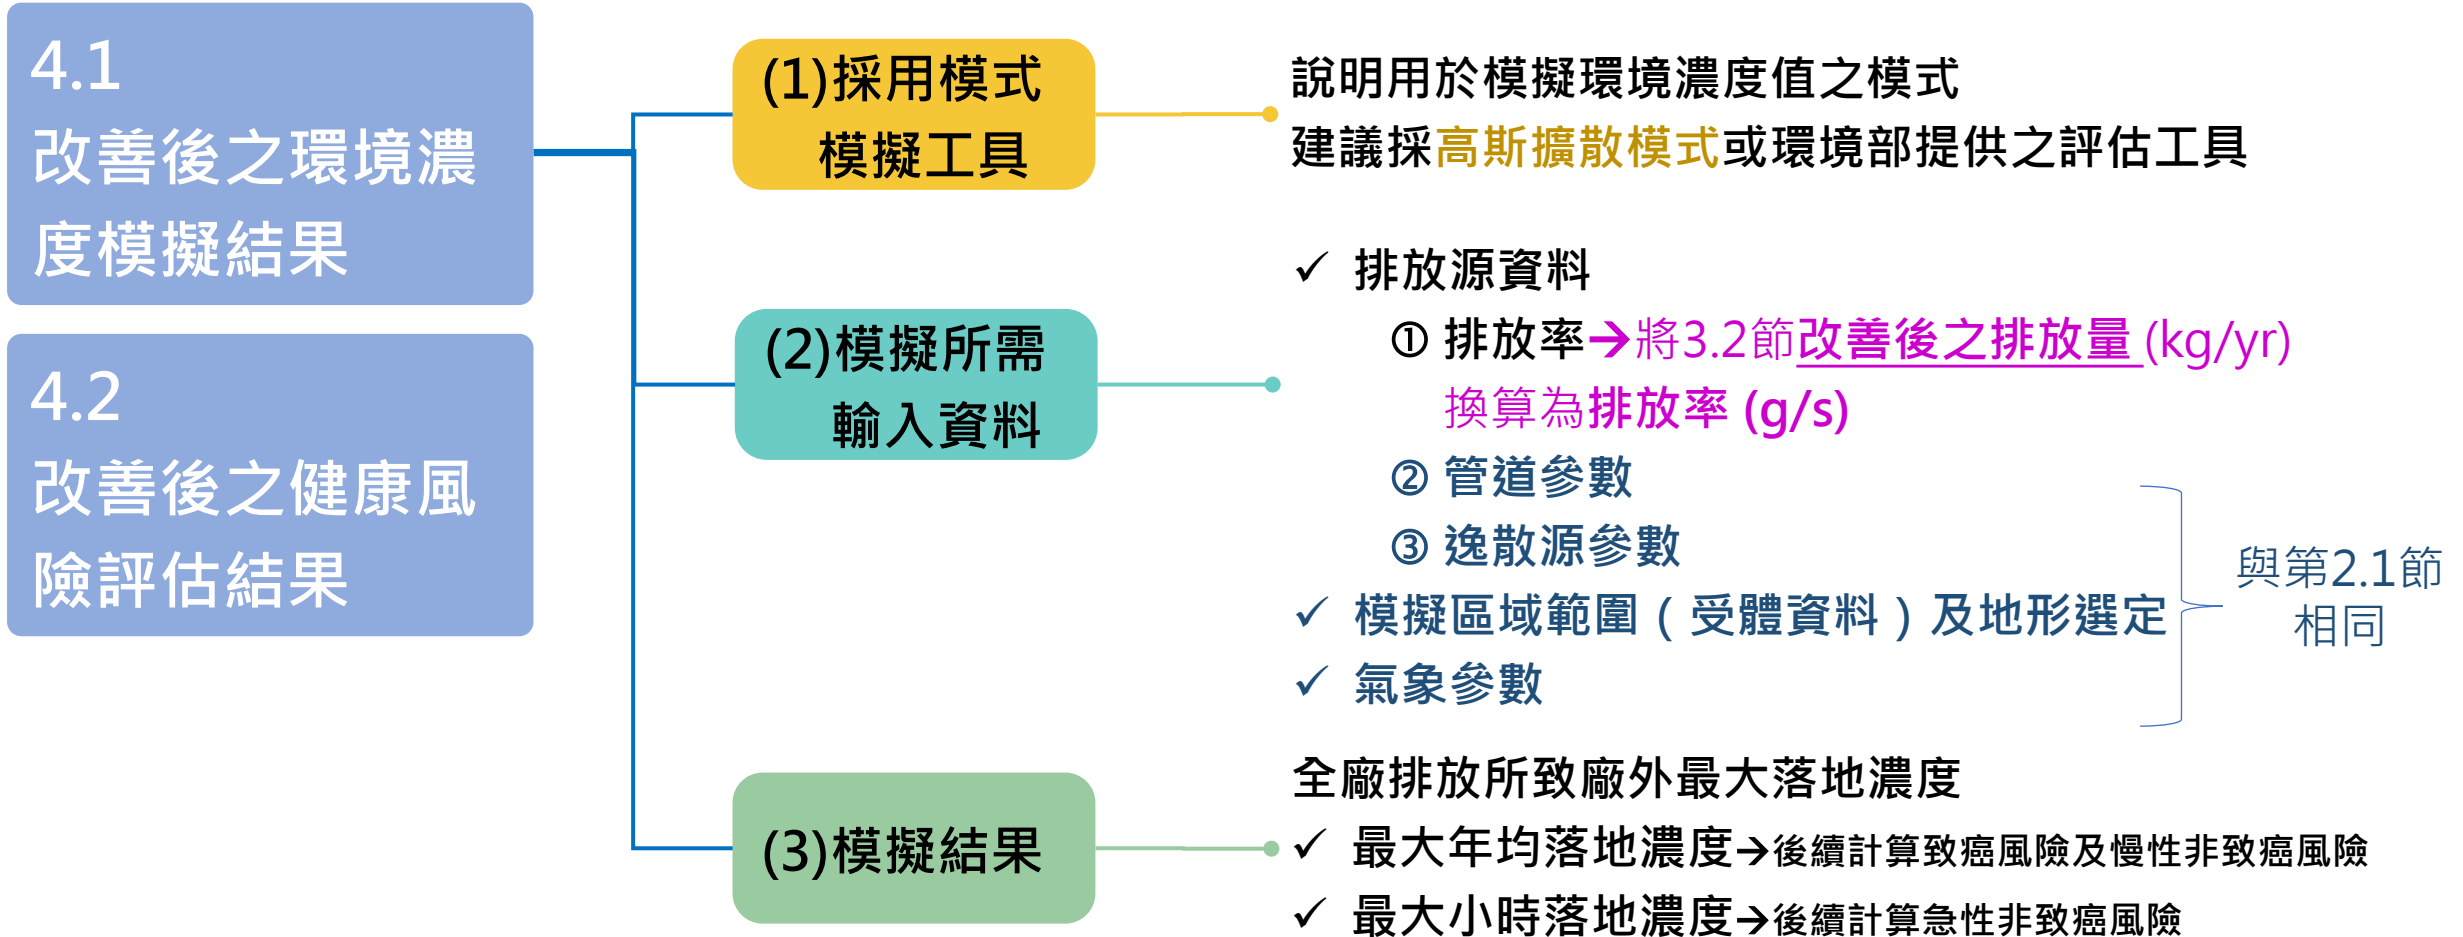 4.1
改善後之環境濃
度模擬結果
4.2
改善後之健康風
險評估結果
(1)採用模式
模擬工具
說明用於模擬環境濃度值之模式
建議採高斯擴散模式或環境部提供之評估工具
(2)模擬所需
輸入資料
✓ 排放源資料
① 排放率→將3.2節改善後之排放量(kg/yr)
換算為排放率 (g/s)
② 管道參數
③ 逸散源參數
✓ 模擬區域範圍（受體資料）及地形選定
✓ 氣象參數
與第2.1節
相同
(3)模擬結果
全廠排放所致廠外最大落地濃度
✓ 最大年均落地濃度→後續計算致癌風險及慢性非致癌風險
✓ 最大小時落地濃度→後續計算急性非致癌風險